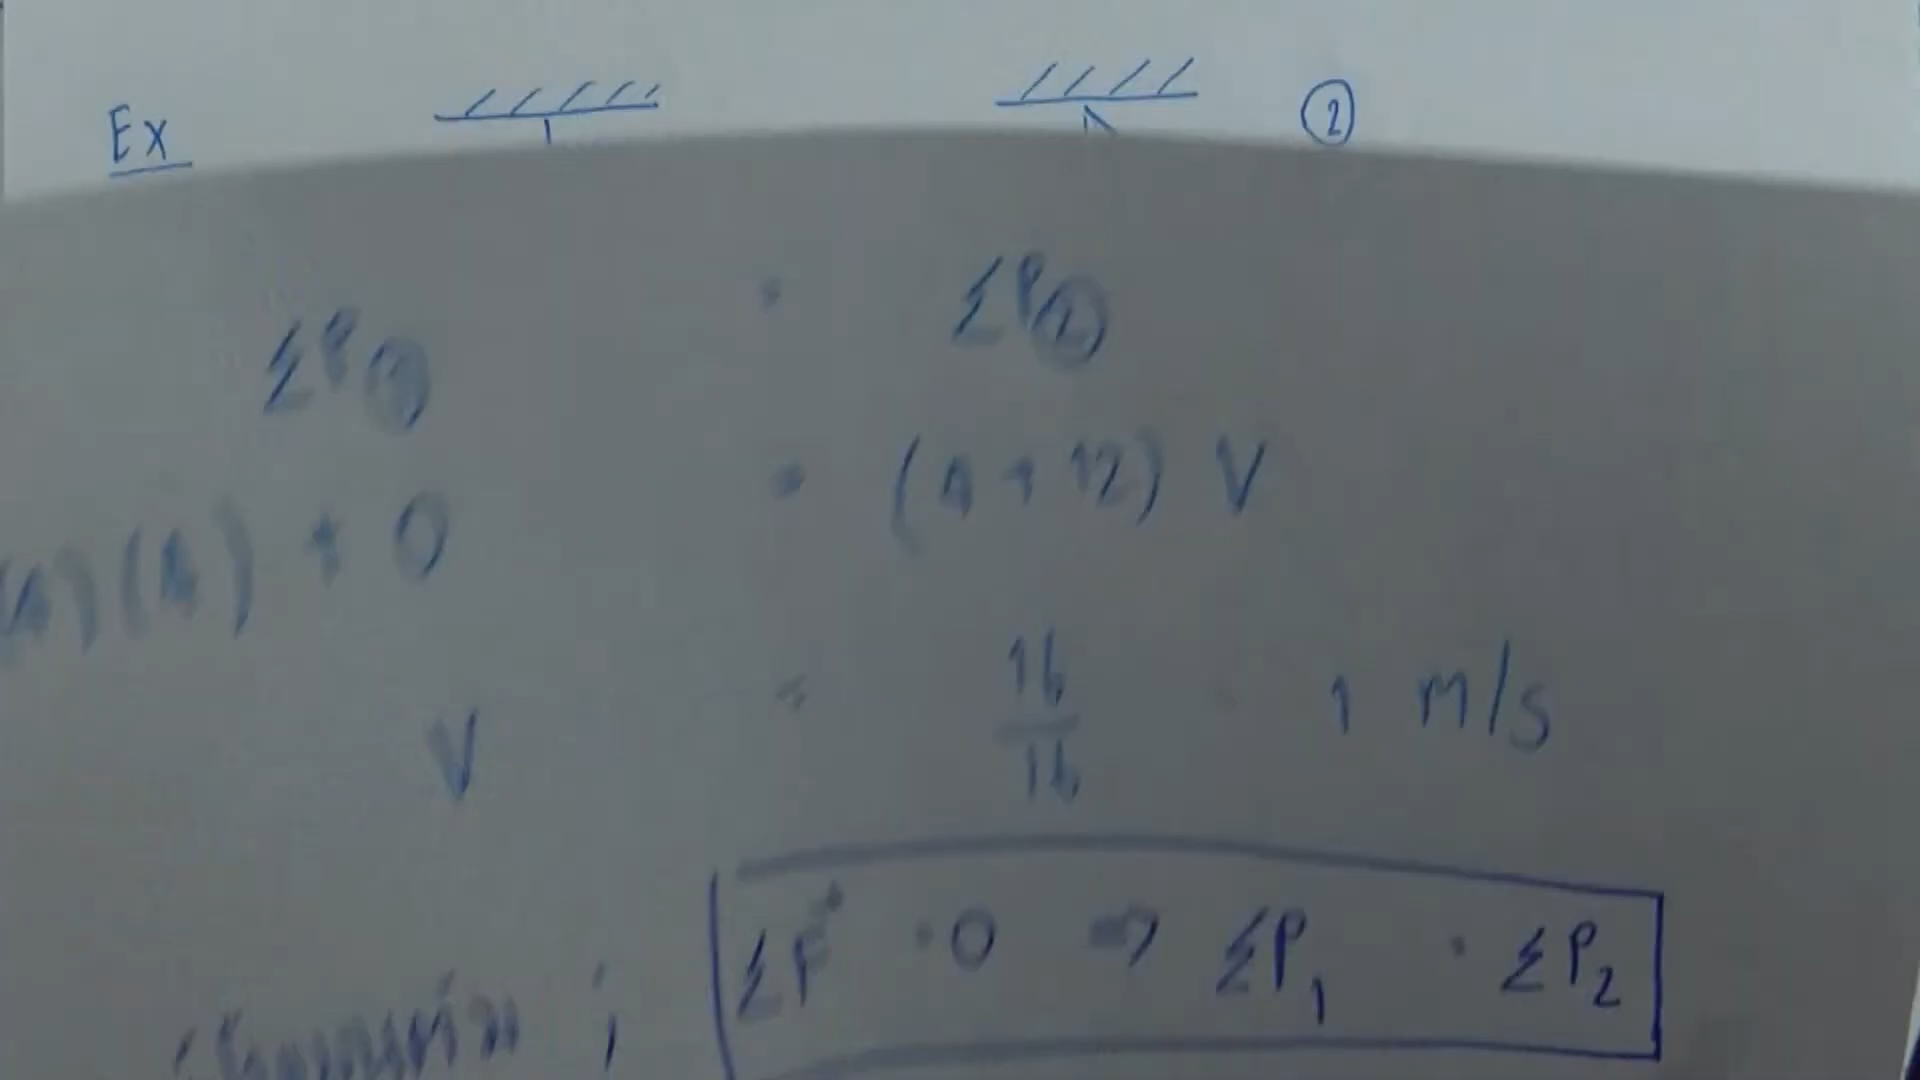 Ex ②
ΣP① = ΣP②
(4)(4) + 0 = (4+12) V
V = 16/16 = 1 m/s
; ΣF = 0 ⇒ ΣP₁ = ΣP₂